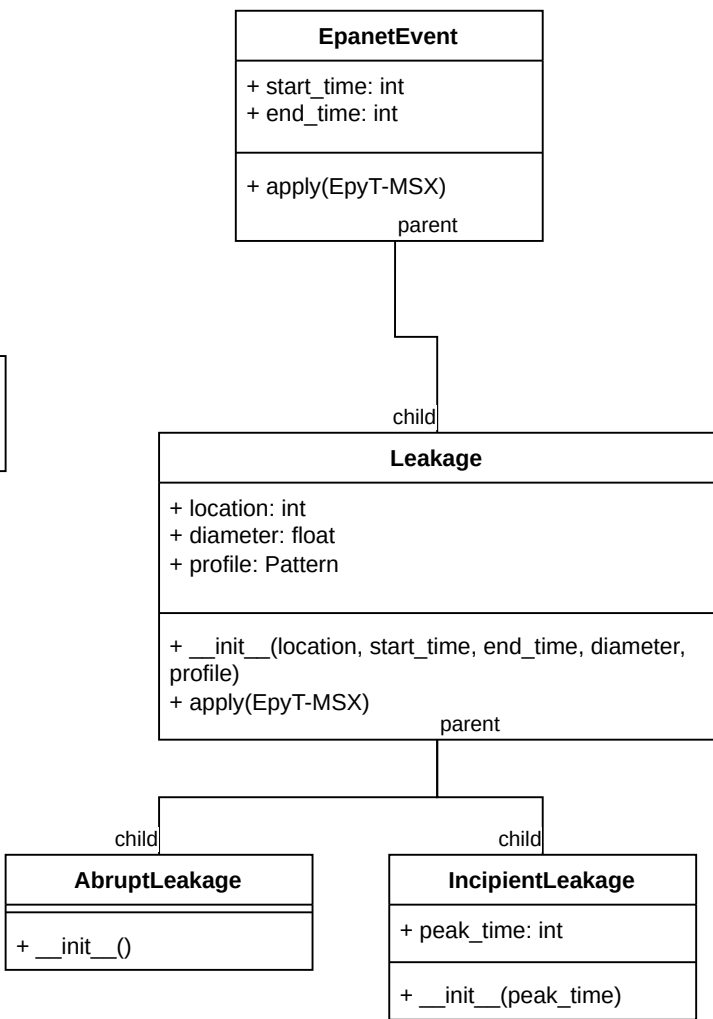 EpanetEvent
+ start_time: int
+ end_time: int
+ apply(EpyT-MSX)
parent
child
Leakage
+ location: int
+ diameter: float
+ profile: Pattern
+ __init__(location, start_time, end_time, diameter,
profile)
+ apply(EpyT-MSX)
parent
child
child
AbruptLeakage
+ __init__()
IncipientLeakage
+ peak_time: int
+ __init__(peak_time)